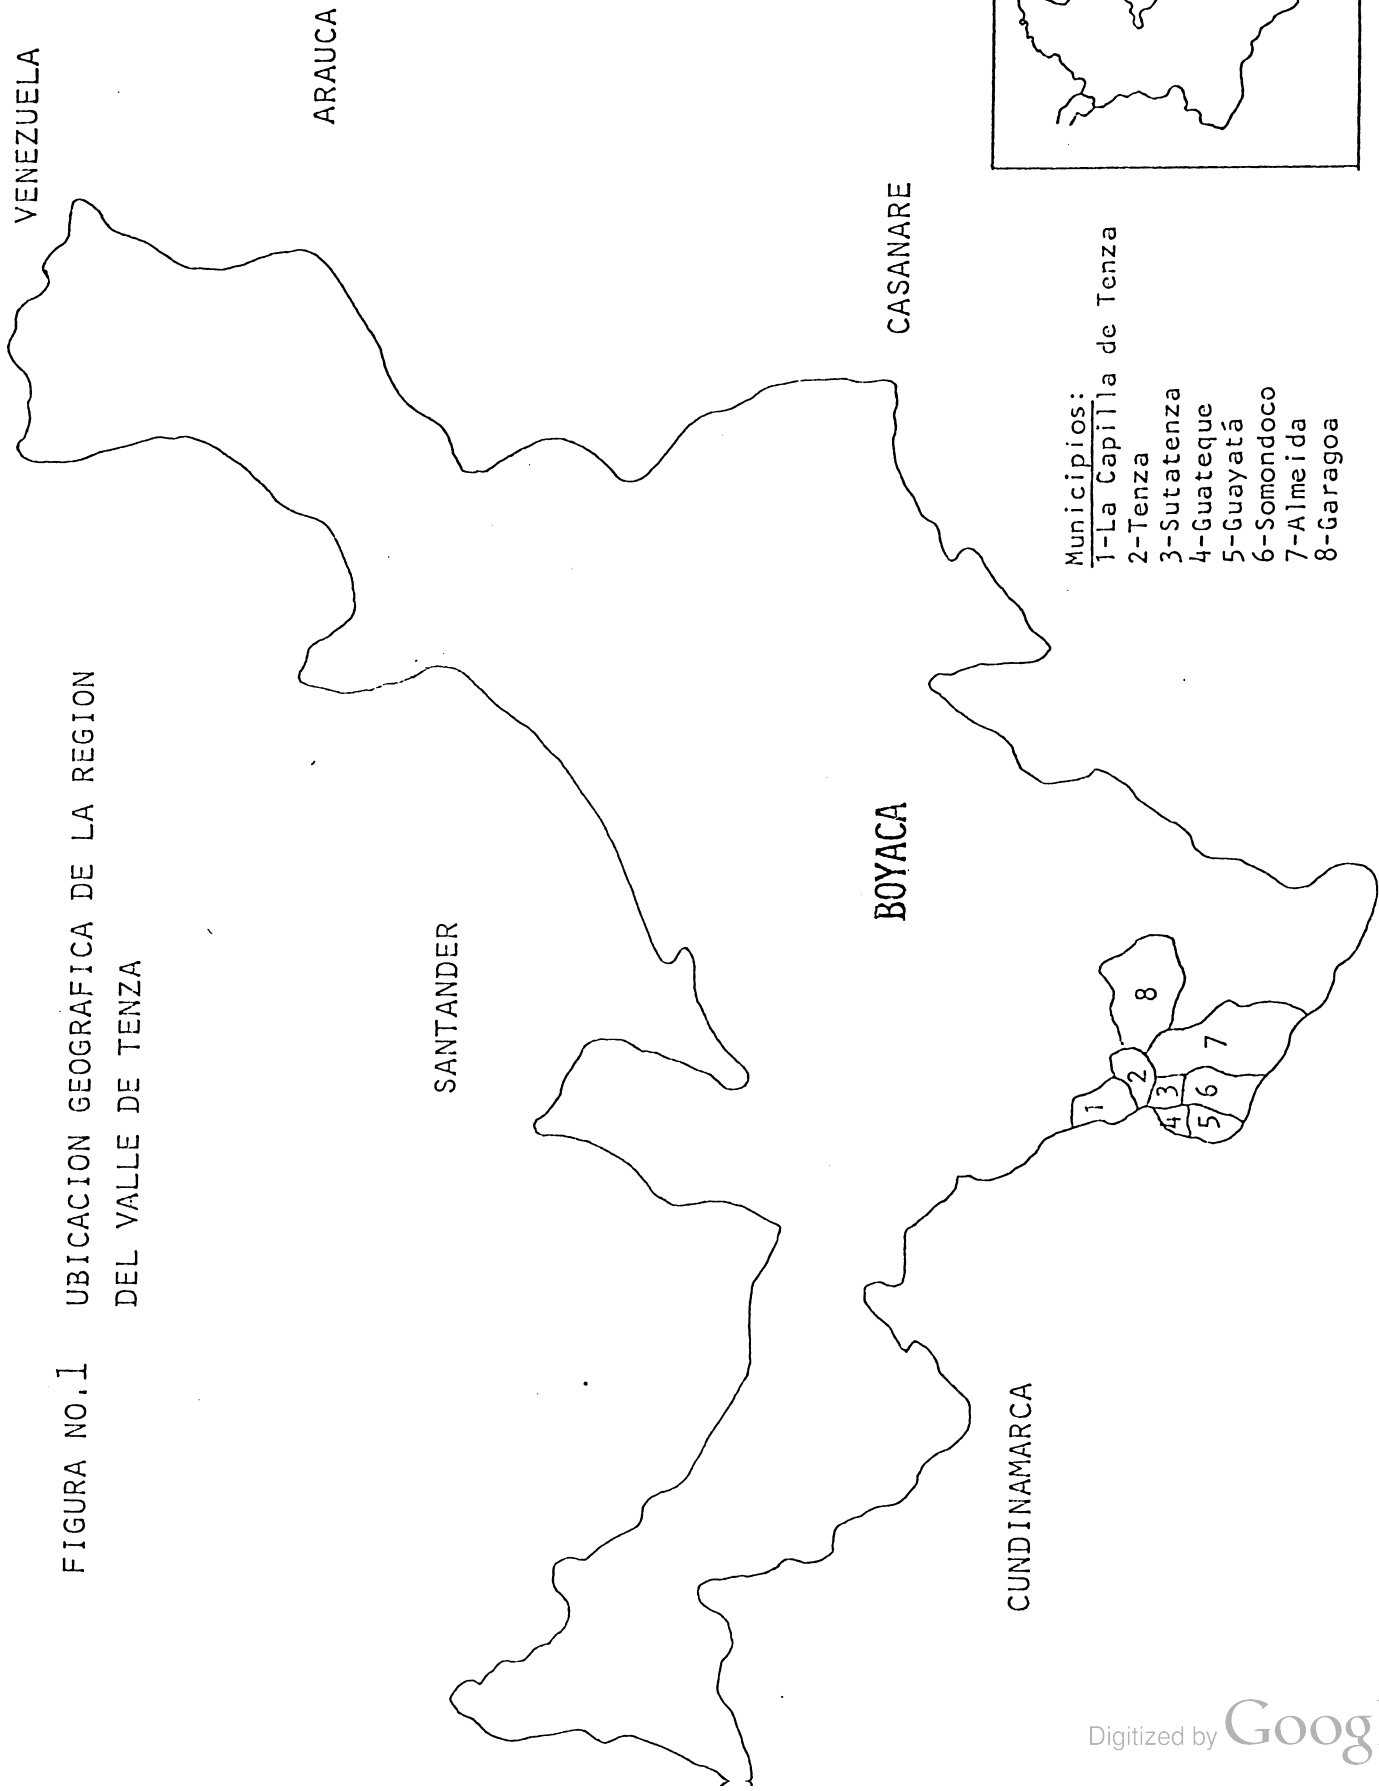 FIGURA NO.1 UBICACION GEOGRAFICA DE LA REGION
DEL VALLE DE TENZA
VENEZUELA
ARAUCA
SANTANDER
CASANARE
BOYACA
CUNDINAMARCA
1
2
3
4
5
6
7
8
Municipios:
1-La Capilla de Tenza
2-Tenza
3-Sutatenza
4-Guateque
5-Guayatá
6-Somondoco
7-Almeida
8-Garagoa
Digitized by Goog